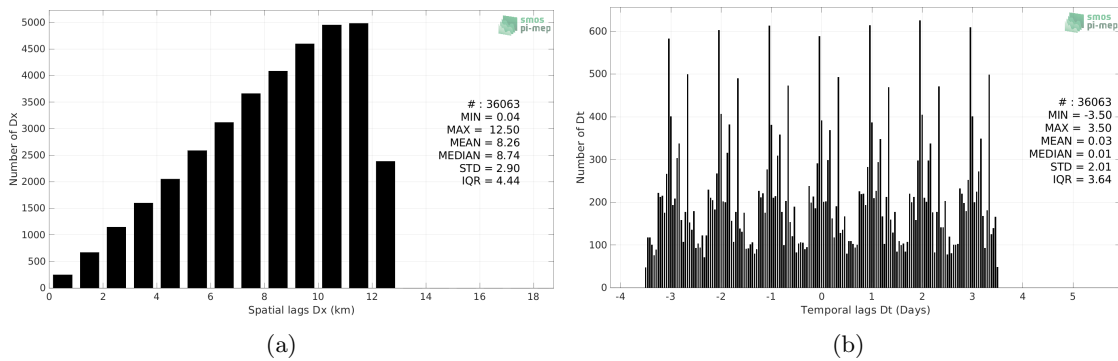 5000
4500
4000
3500
3000
2500
2000
1500
1000
500
0
Number of Dx
smos
pi-mep
# : 36063
MIN = 0.04
MAX = 12.50
MEAN = 8.26
MEDIAN = 8.74
STD = 2.90
IQR = 4.44
0 2 4 6 8 10 12 14 16 18
Spatial lags Dx (km)
(a)
600
500
400
300
200
100
0
Number of Dt
smos
pi-mep
# : 36063
MIN = -3.50
MAX = 3.50
MEAN = 0.03
MEDIAN = 0.01
STD = 2.01
IQR = 3.64
-4 -3 -2 -1 0 1 2 3 4 5
Temporal lags Dt (Days)
(b)